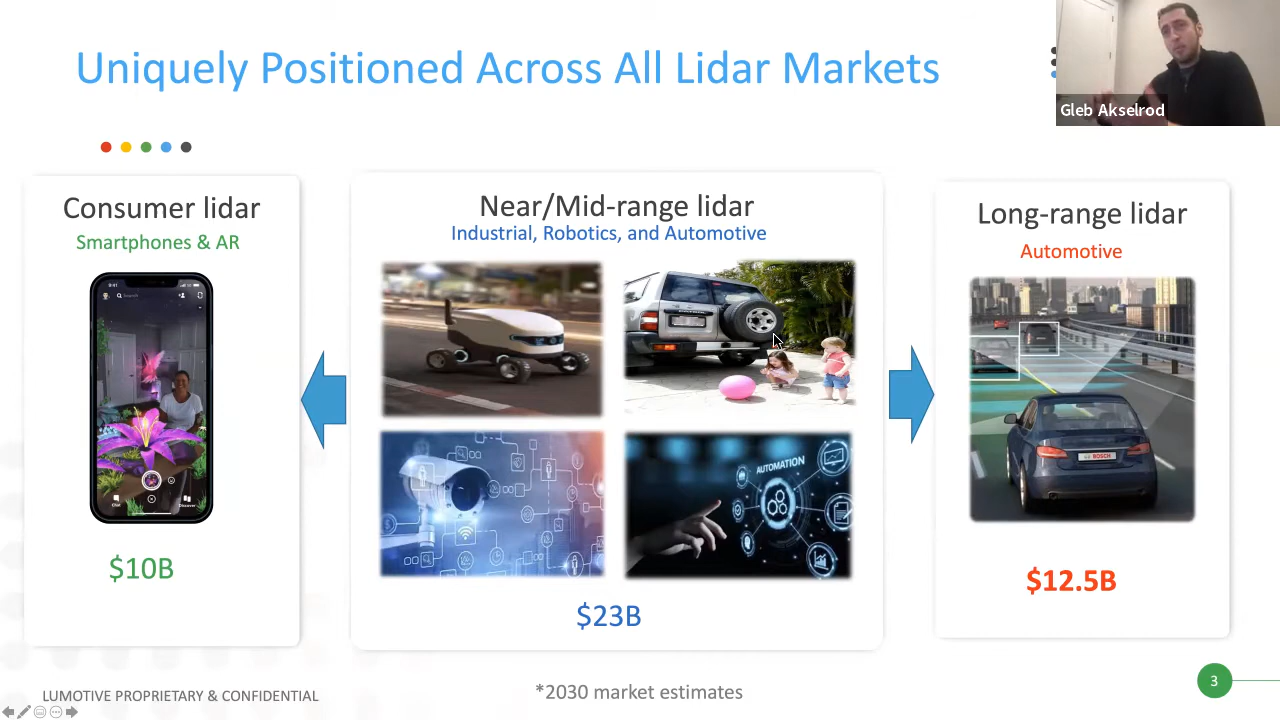 Uniquely Positioned Across All Lidar Markets
Gleb Akselrod
Consumer lidar
Smartphones & AR
$10B
Near/Mid-range lidar
Industrial, Robotics, and Automotive
AUTOMATION
$23B
Long-range lidar
Automotive
BOSCH
$12.5B
LUMOTIVE PROPRIETARY & CONFIDENTIAL
*2030 market estimates
3